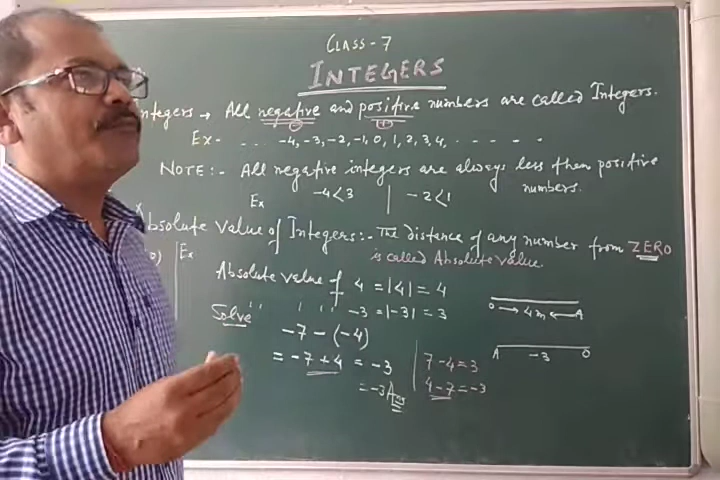 CLASS-7
INTEGERS
ntegers → All negative and positive numbers are called Integers.
(-) (+)
Ex- ... -4, -3, -2, -1, 0, 1, 2, 3, 4, . . . . . .
NOTE:- All negative integers are always less then positive numbers.
Ex -4<3 | -2<1
Absolute value of Integers:- The distance of any number from ZERO
is called Absolute value.
Ex
Absolute value of 4 = |4| = 4
" " " -3 = |-3| = 3
0 → 4m ← A
Solve
-7 - (-4)
= -7 + 4 = -3
= -3 Ans
7-4 = 3
4-7 = -3
A -3 0